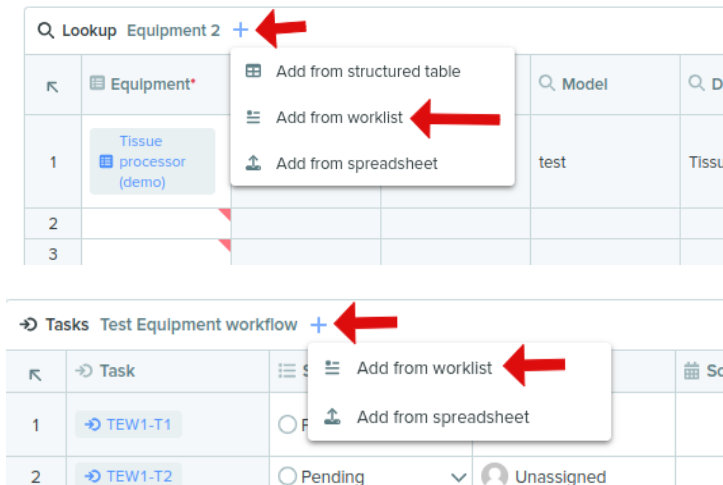 Lookup Equipment 2 +
Add from structured table
Equipment*
Model
Add from worklist
1
Tissue
processor
(demo)
test
Add from spreadsheet
2
3
Tasks Test Equipment workflow +
Task
Add from worklist
1
TEW1-T1
Add from spreadsheet
2
TEW1-T2
Pending
Unassigned